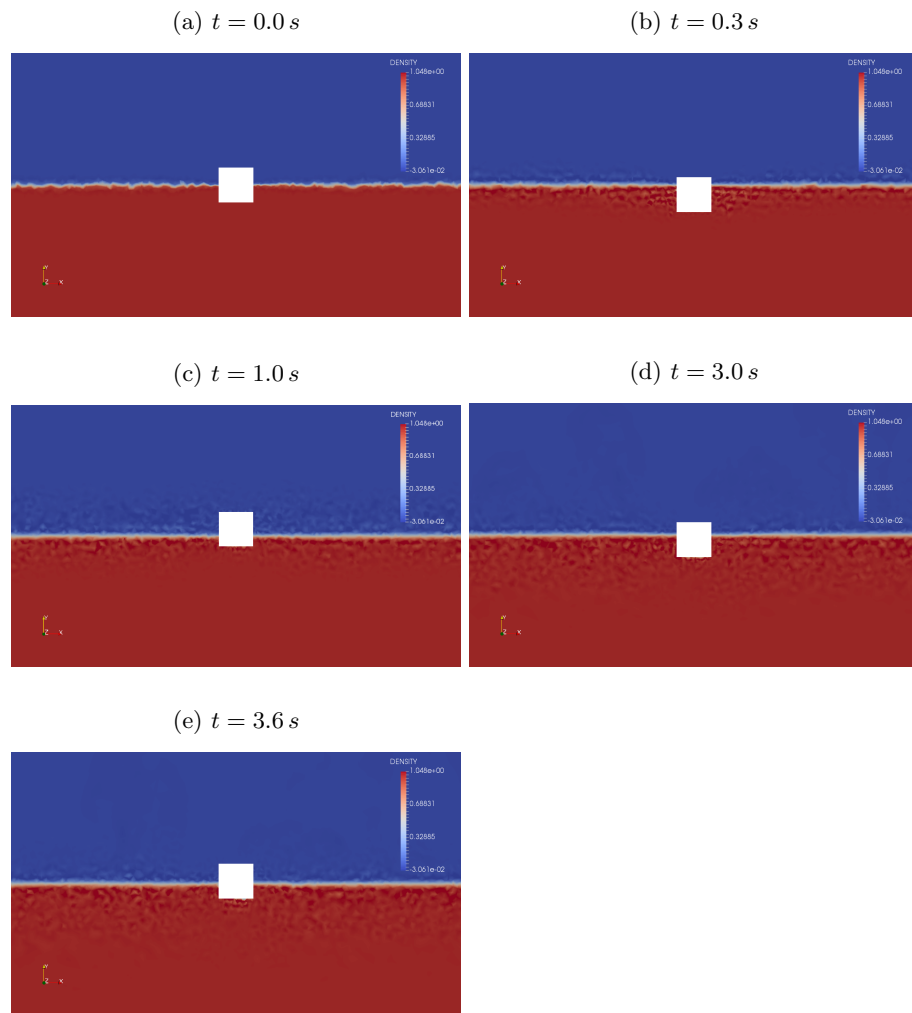 (a) t = 0.0 s
(b) t = 0.3 s
DENSITY
1.048e+00
0.68831
0.32885
-3.061e-02
Y
Z X
DENSITY
1.048e+00
0.68831
0.32885
-3.061e-02
Y
Z X
(c) t = 1.0 s
(d) t = 3.0 s
DENSITY
1.048e+00
0.68831
0.32885
-3.061e-02
Y
Z X
DENSITY
1.048e+00
0.68831
0.32885
-3.061e-02
Y
Z X
(e) t = 3.6 s
DENSITY
1.048e+00
0.68831
0.32885
-3.061e-02
Y
Z X